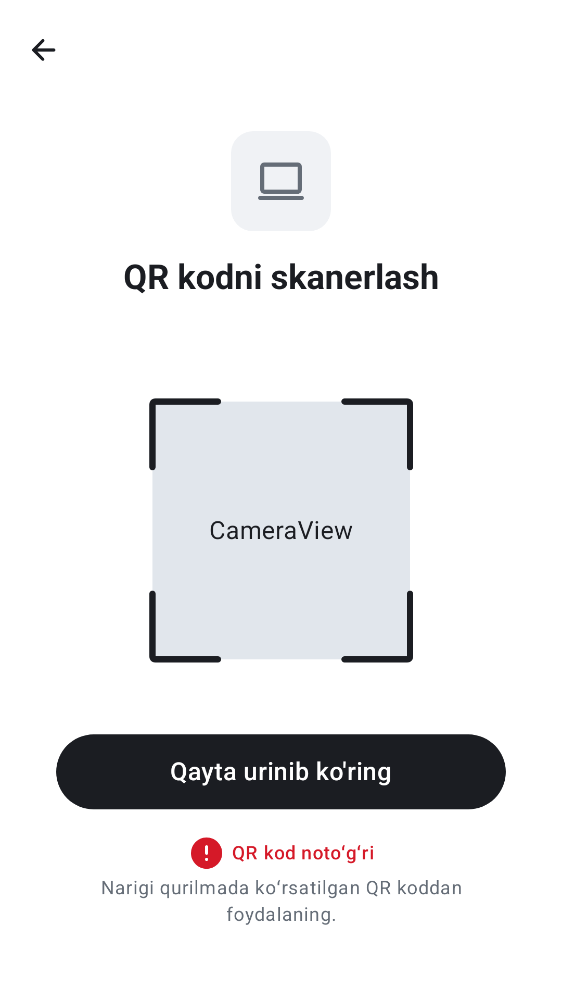 QR kodni skanerlash
CameraView
Qayta urinib ko'ring
QR kod noto‘g‘ri
Narigi qurilmada ko‘rsatilgan QR koddan
foydalaning.